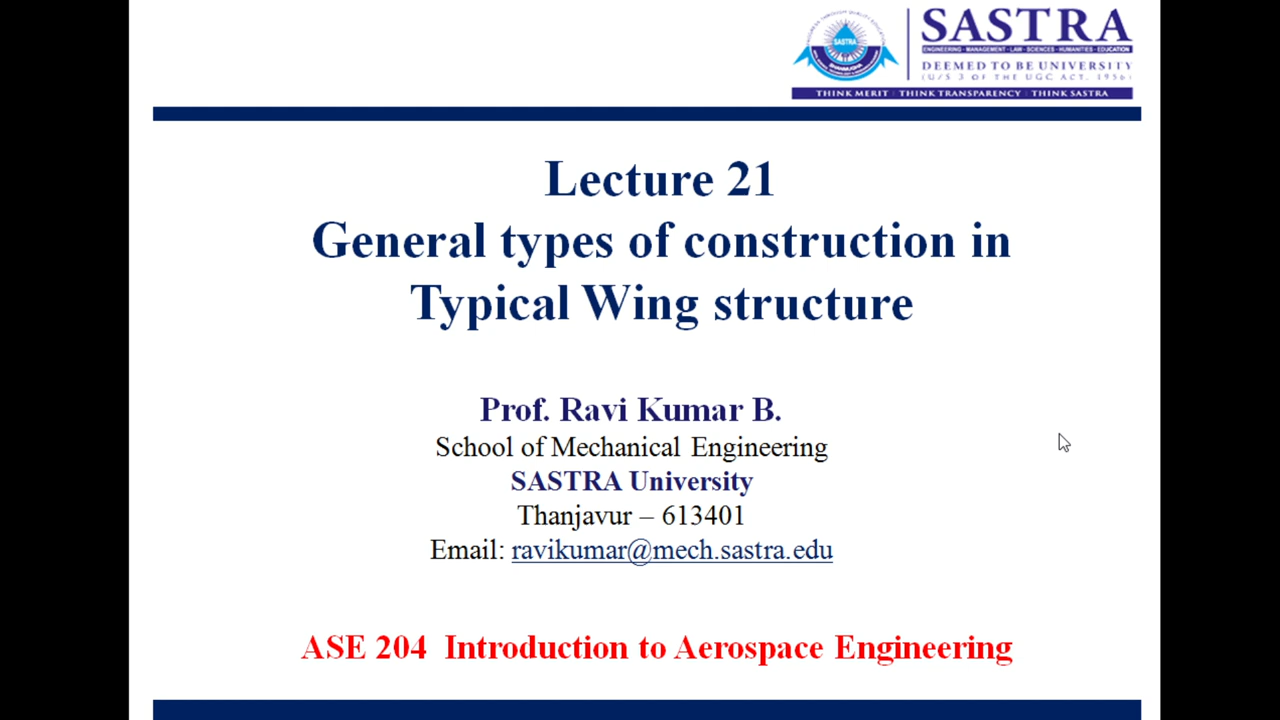 SASTRA
SASTRA
ENGINEERING · MANAGEMENT · LAW · SCIENCES · HUMANITIES · EDUCATION
DEEMED TO BE UNIVERSITY
(U/S 3 OF THE UGC ACT, 1956)
THINK MERIT | THINK TRANSPARENCY | THINK SASTRA
Lecture 21
General types of construction in
Typical Wing structure
Prof. Ravi Kumar B.
School of Mechanical Engineering
SASTRA University
Thanjavur – 613401
Email: ravikumar@mech.sastra.edu
ASE 204 Introduction to Aerospace Engineering